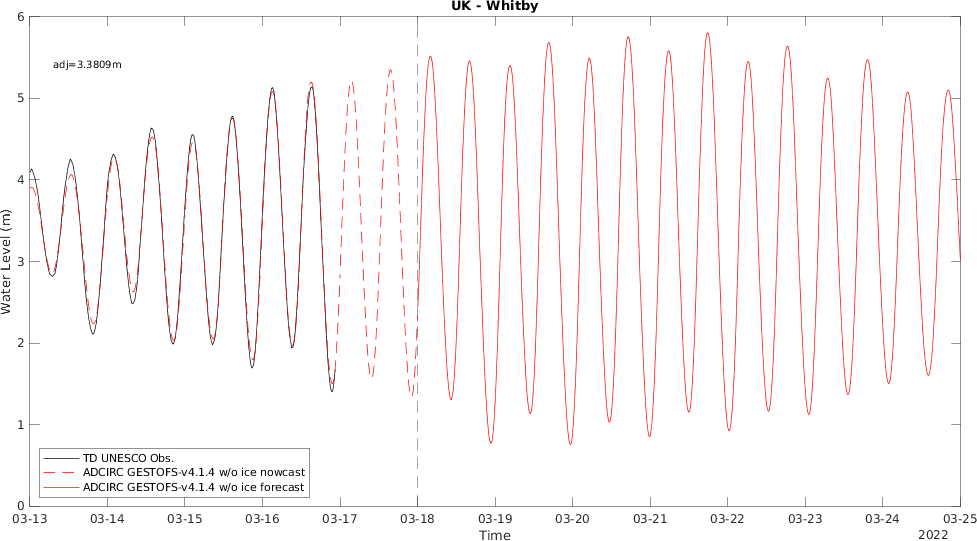 UK - Whitby
adj=3.3809m
Water Level (m)
6
5
4
3
2
1
0
TD UNESCO Obs.
ADCIRC GESTOFS-v4.1.4 w/o ice nowcast
ADCIRC GESTOFS-v4.1.4 w/o ice forecast
03-13 03-14 03-15 03-16 03-17 03-18 03-19 03-20 03-21 03-22 03-23 03-24 03-25
Time
2022